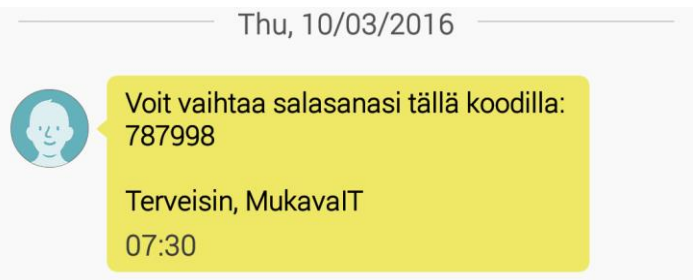 Thu, 10/03/2016
Voit vaihtaa salasanasi tällä koodilla:
787998
Terveisin, MukavaIT
07:30